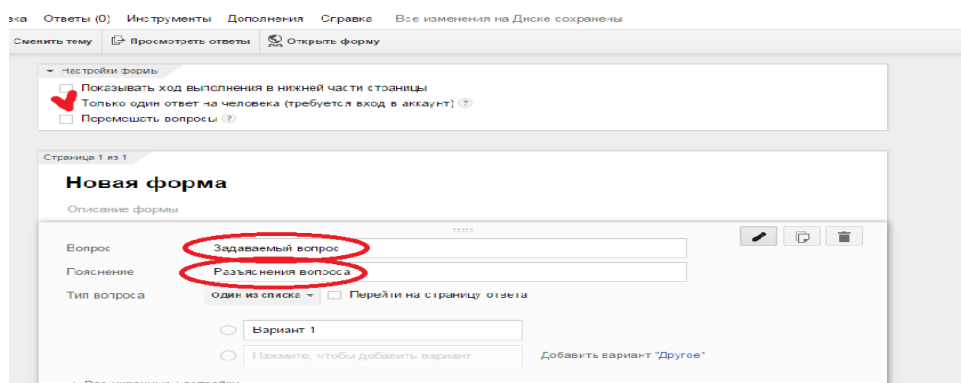 Ответы (0) Инструменты Дополнения Справка Все изменения на Диске сохранены
Сменить тему Просмотреть ответы Открыть форму
Настройки формы
Показывать ход выполнения в нижней части страницы
Только один ответ на человека (требуется вход в аккаунт) ?
Перемешать вопросы ?
Страница 1 из 1
Новая форма
Описание формы
Вопрос Задаваемый вопрос
Пояснение Разъяснения вопроса
Тип вопроса Один из списка Перейти на страницу ответа
Вариант 1
Нажмите, чтобы добавить вариант Добавить вариант "Другое"